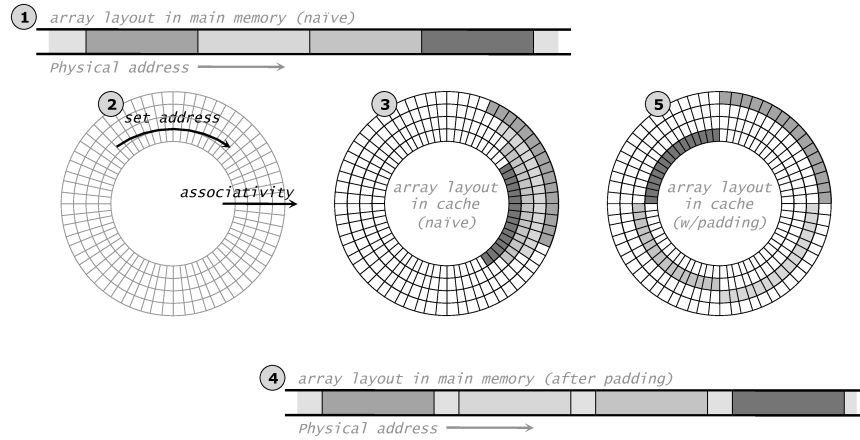 1 array layout in main memory (naïve)
Physical address
2
set address
associativity
3
array layout
in cache
(naïve)
5
array layout
in cache
(w/padding)
4 array layout in main memory (after padding)
Physical address